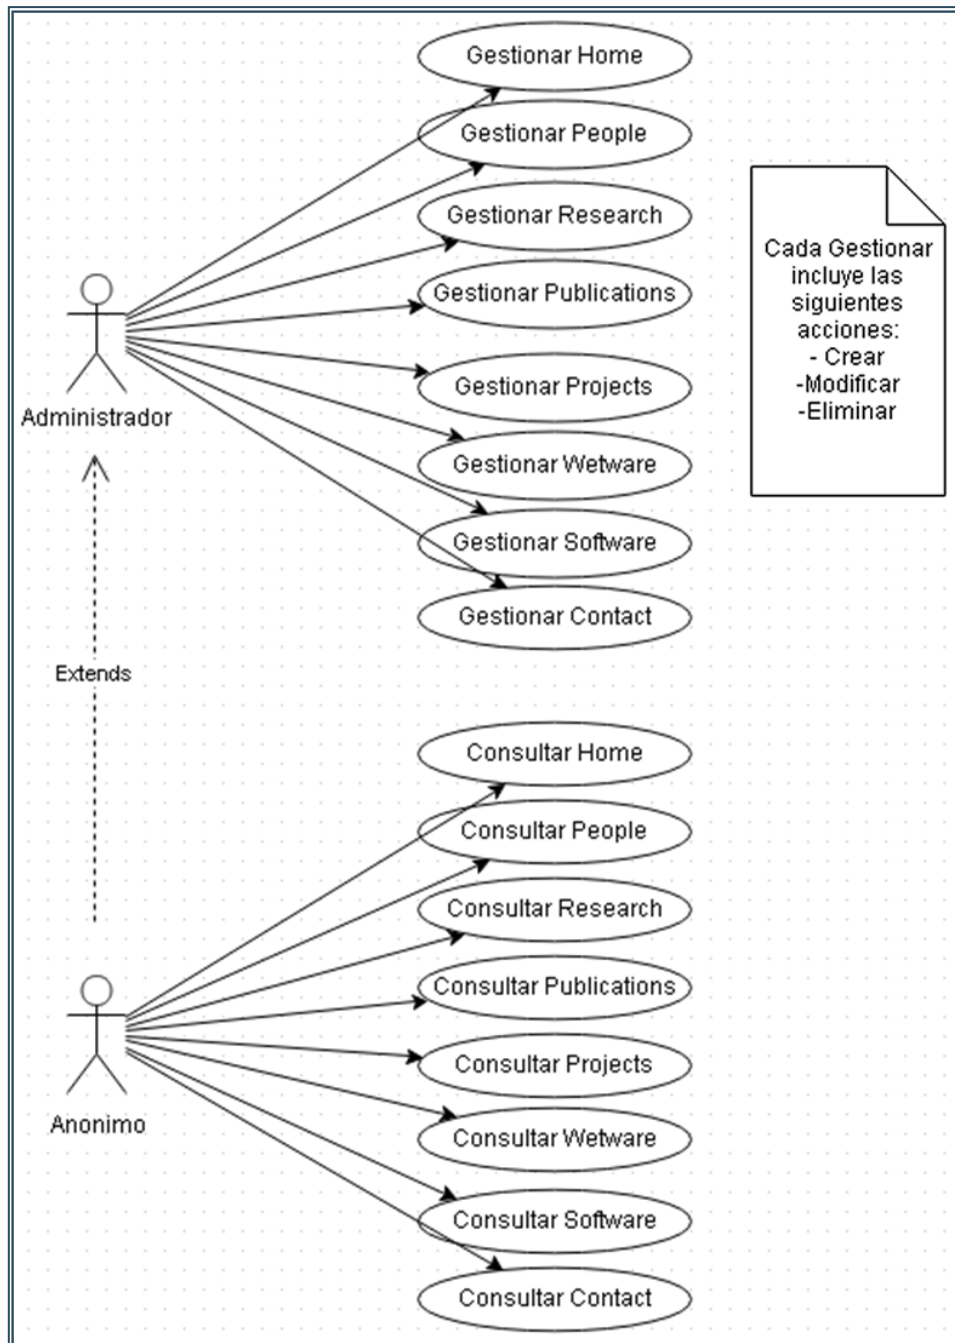 Gestionar Home
Gestionar People
Gestionar Research
Gestionar Publications
Gestionar Projects
Gestionar Wetware
Gestionar Software
Gestionar Contact
Cada Gestionar
incluye las
siguientes
acciones:
- Crear
-Modificar
-Eliminar
Administrador
Extends
Anonimo
Consultar Home
Consultar People
Consultar Research
Consultar Publications
Consultar Projects
Consultar Wetware
Consultar Software
Consultar Contact